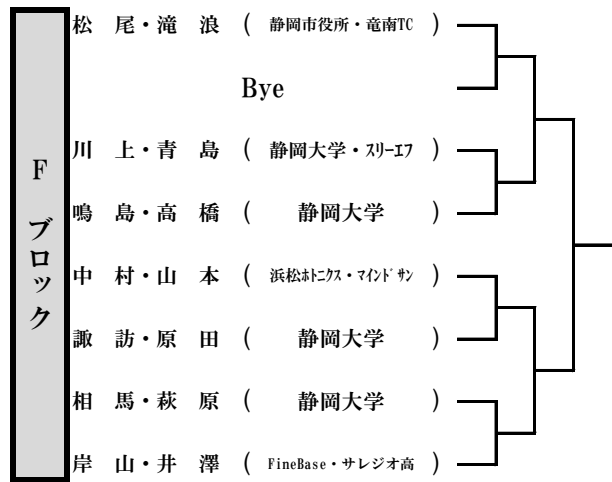 Fブロック
松 尾・滝 浪 ( 静岡市役所・竜南TC )
Bye
川 上・青 島 ( 静岡大学・スリーエフ )
鳴 島・高 橋 ( 静岡大学 )
中 村・山 本 ( 浜松ホトニクス・マインドサン )
諏 訪・原 田 ( 静岡大学 )
相 馬・萩 原 ( 静岡大学 )
岸 山・井 澤 ( FineBase・サレジオ高 )